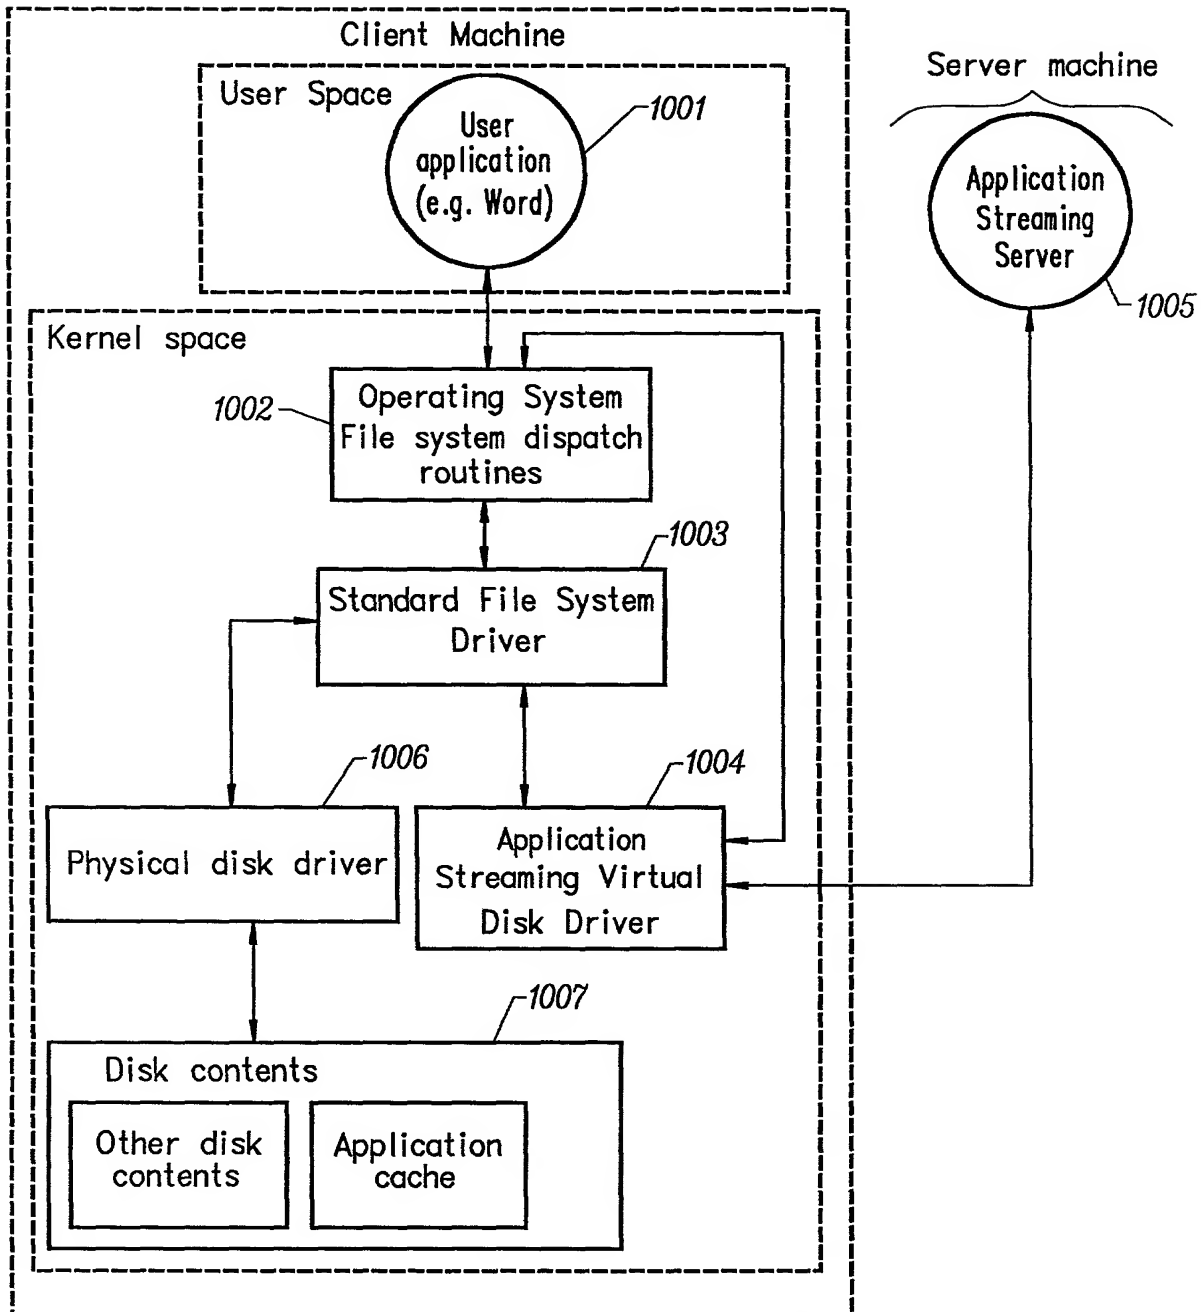 Client Machine
User Space
User
application
(e.g. Word)
1001
Server machine
Application
Streaming
Server
1005
Kernel space
1002
Operating System
File system dispatch
routines
1003
Standard File System
Driver
1006
Physical disk driver
1004
Application
Streaming Virtual
Disk Driver
1007
Disk contents
Other disk
contents
Application
cache